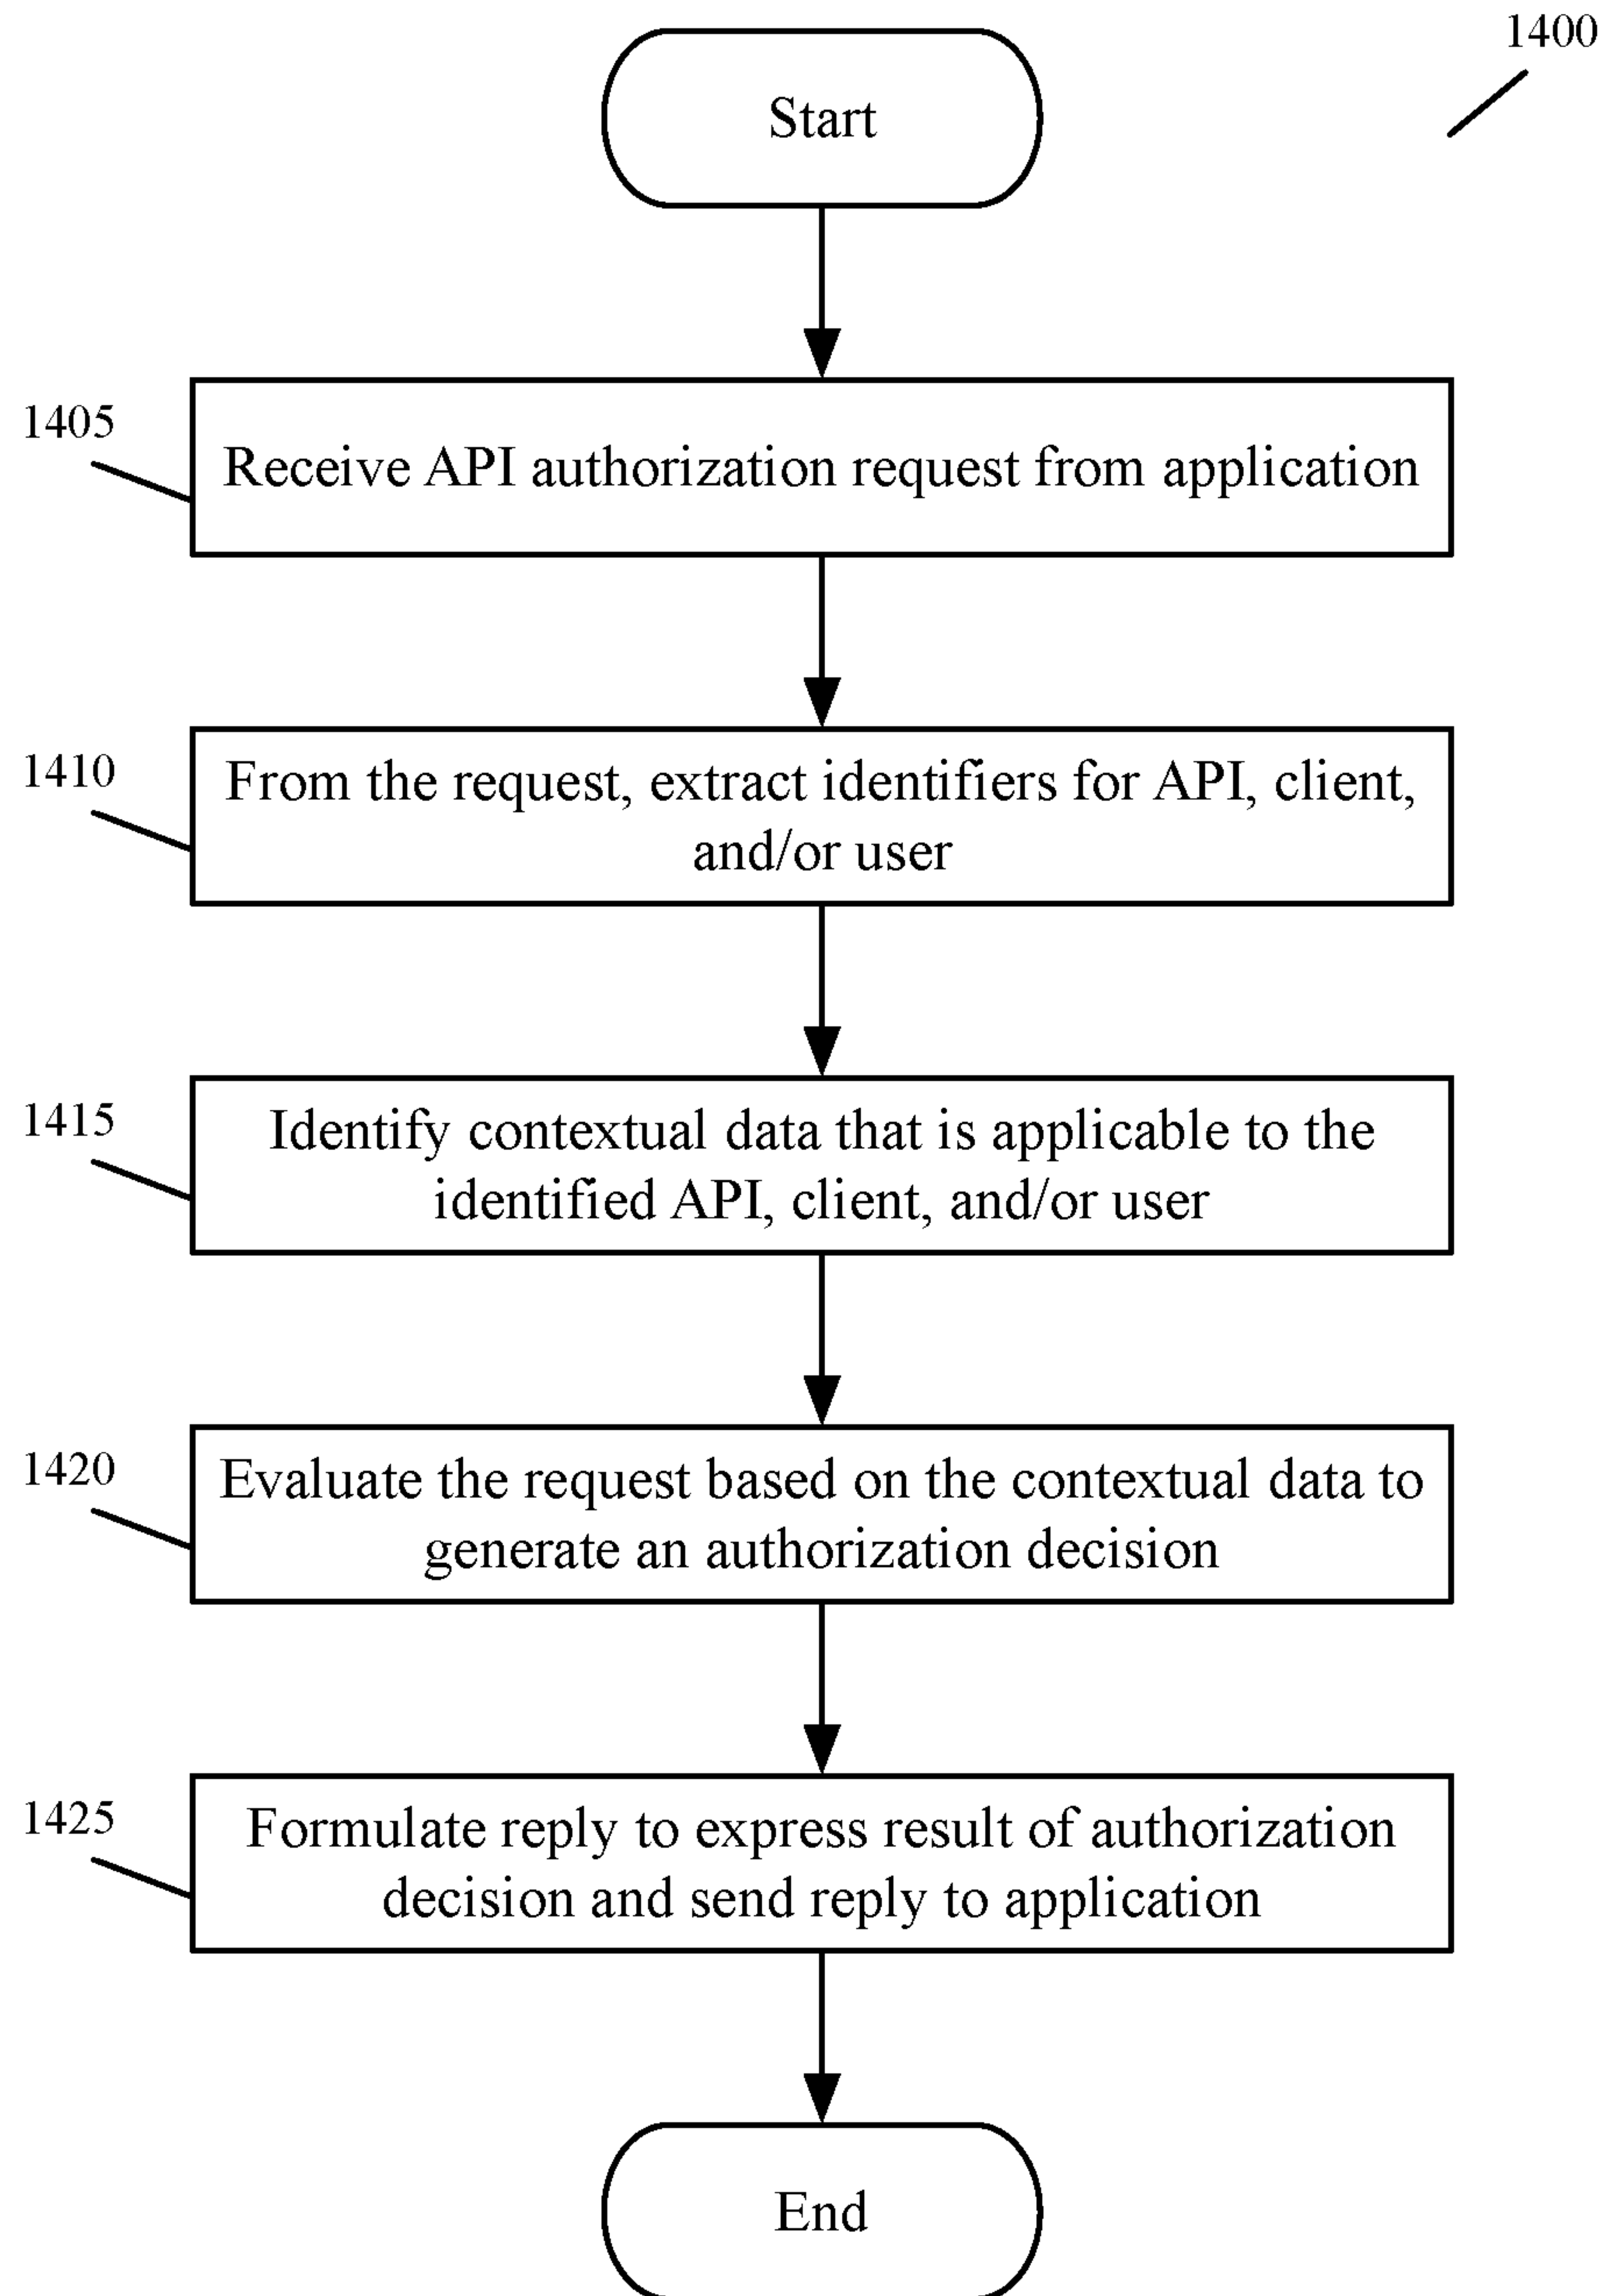 1400
Start
1405
Receive API authorization request from application
1410
From the request, extract identifiers for API, client,
and/or user
1415
Identify contextual data that is applicable to the
identified API, client, and/or user
1420
Evaluate the request based on the contextual data to
generate an authorization decision
1425
Formulate reply to express result of authorization
decision and send reply to application
End